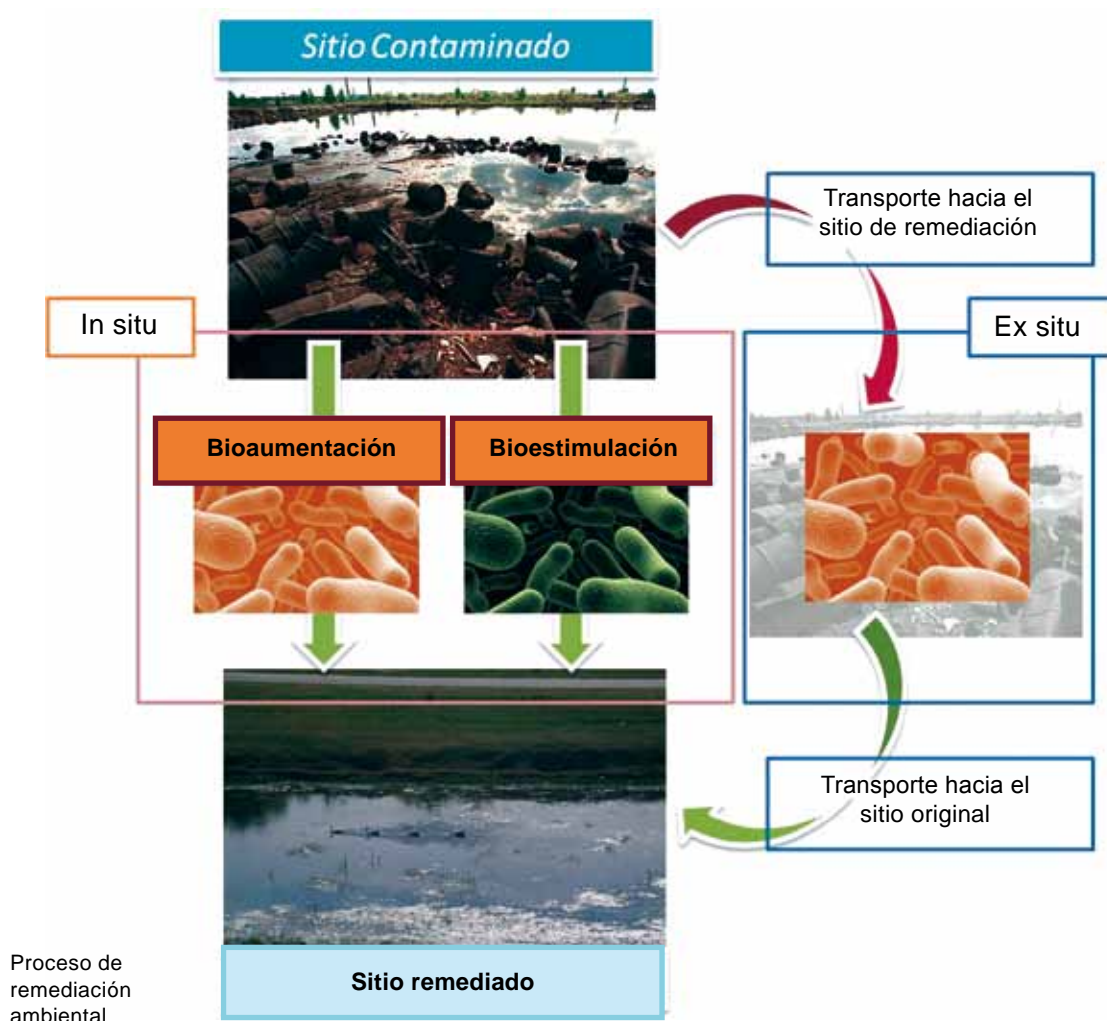 Sitio Contaminado
Transporte hacia el
sitio de remediación
In situ
Ex situ
Bioaumentación
Bioestimulación
Transporte hacia el
sitio original
Sitio remediado
Proceso de
remediación
ambiental